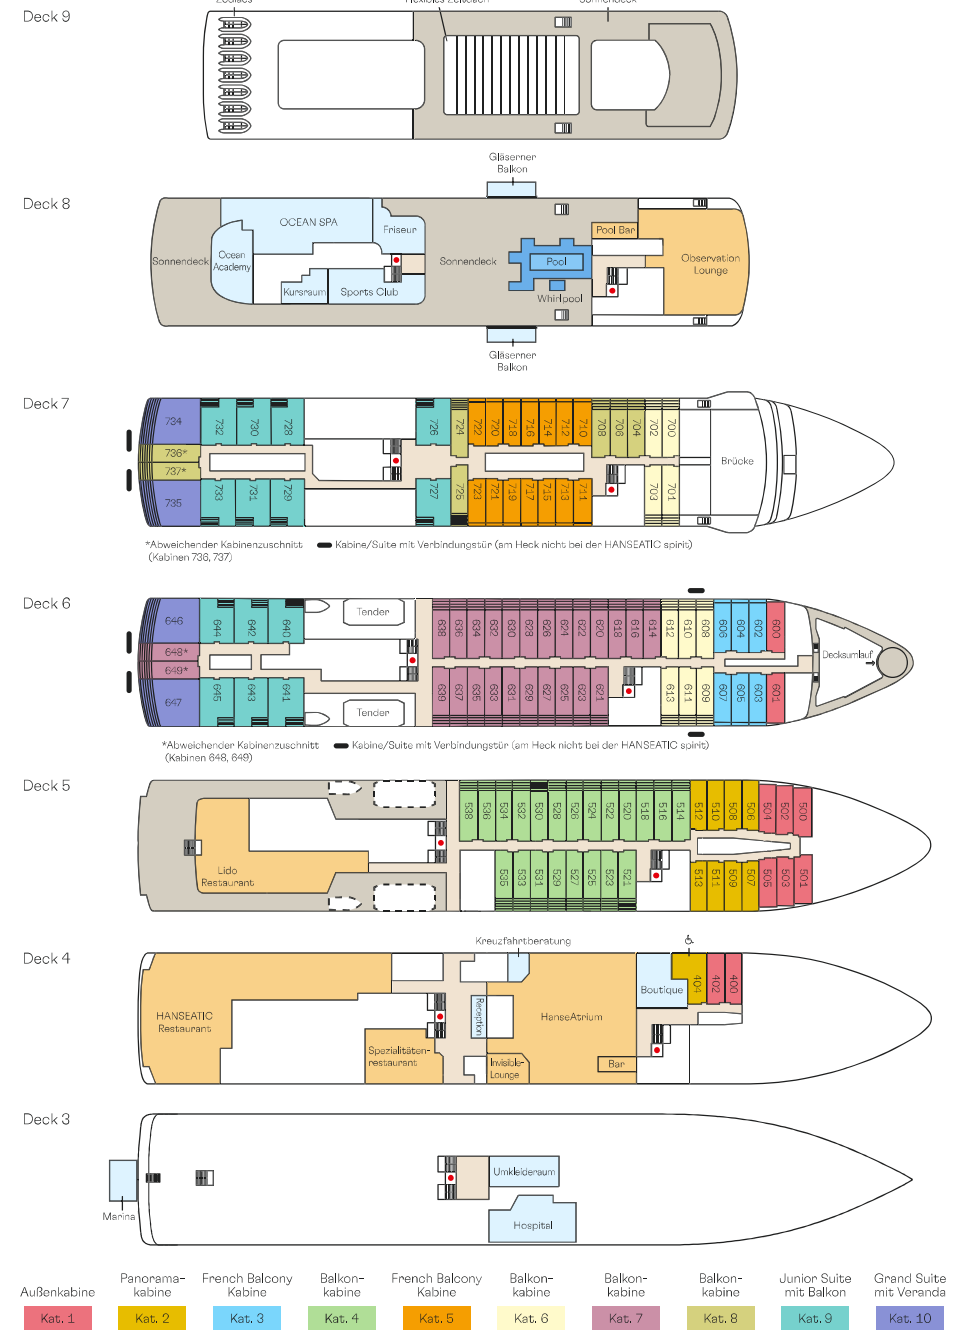 Deck 9
Zodiacs
Flexibles Zeltdach
Sonnendeck
Gläserner
Balkon
Deck 8
OCEAN SPA
Friseur
Pool Bar
Sonnendeck
Ocean
Academy
Sonnendeck
Pool
Observation
Lounge
Kursraum
Sports Club
Whirlpool
Gläserner
Balkon
Deck 7
734
732
730
728
726
724
722
720
718
716
714
712
710
708
706
704
702
700
736*
737*
Brücke
735
733
731
729
727
725
723
721
719
717
715
713
711
703
701
*Abweichender Kabinenzuschnitt
(Kabinen 736, 737)
Kabine/Suite mit Verbindungstür (am Heck nicht bei der HANSEATIC spirit)
Deck 6
Tender
646
644
642
640
638
636
634
632
630
628
626
624
622
620
618
616
614
612
610
608
606
604
602
600
648*
649*
Decksumlauf
647
645
643
641
639
637
635
633
631
629
627
625
623
621
613
611
609
607
605
603
601
Tender
*Abweichender Kabinenzuschnitt
(Kabinen 648, 649)
Kabine/Suite mit Verbindungstür (am Heck nicht bei der HANSEATIC spirit)
Deck 5
538
536
534
532
530
528
526
524
522
520
518
516
514
512
510
508
506
504
502
500
Lido
Restaurant
535
533
531
529
527
525
523
521
513
511
509
507
505
503
501
Deck 4
Kreuzfahrtberatung
Boutique
404
402
400
HANSEATIC
Restaurant
Reception
HanseAtrium
Spezialitäten-
restaurant
Invisible-
Lounge
Bar
Deck 3
Umkleideraum
Marina
Hospital
Außenkabine
Kat. 1
Panorama-
kabine
Kat. 2
French Balcony
Kabine
Kat. 3
Balkon-
kabine
Kat. 4
French Balcony
Kabine
Kat. 5
Balkon-
kabine
Kat. 6
Balkon-
kabine
Kat. 7
Balkon-
kabine
Kat. 8
Junior Suite
mit Balkon
Kat. 9
Grand Suite
mit Veranda
Kat. 10